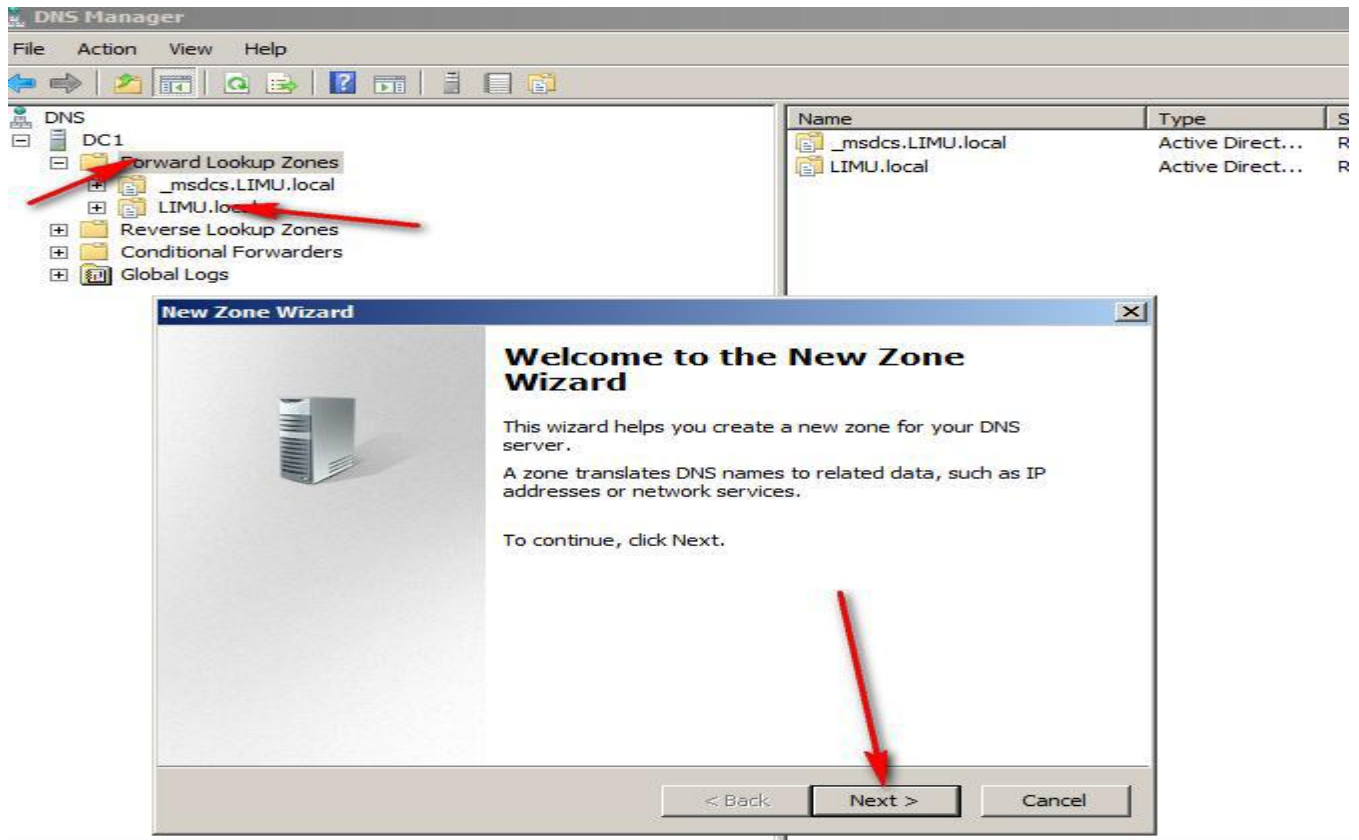 DNS Manager
File Action View Help
DNS
DC1
Forward Lookup Zones
_msdcs.LIMU.local
LIMU.local
Reverse Lookup Zones
Conditional Forwarders
Global Logs
Name Type S
_msdcs.LIMU.local Active Direct... R
LIMU.local Active Direct... R
New Zone Wizard
Welcome to the New Zone
Wizard
This wizard helps you create a new zone for your DNS
server.
A zone translates DNS names to related data, such as IP
addresses or network services.
To continue, click Next.
< Back Next > Cancel